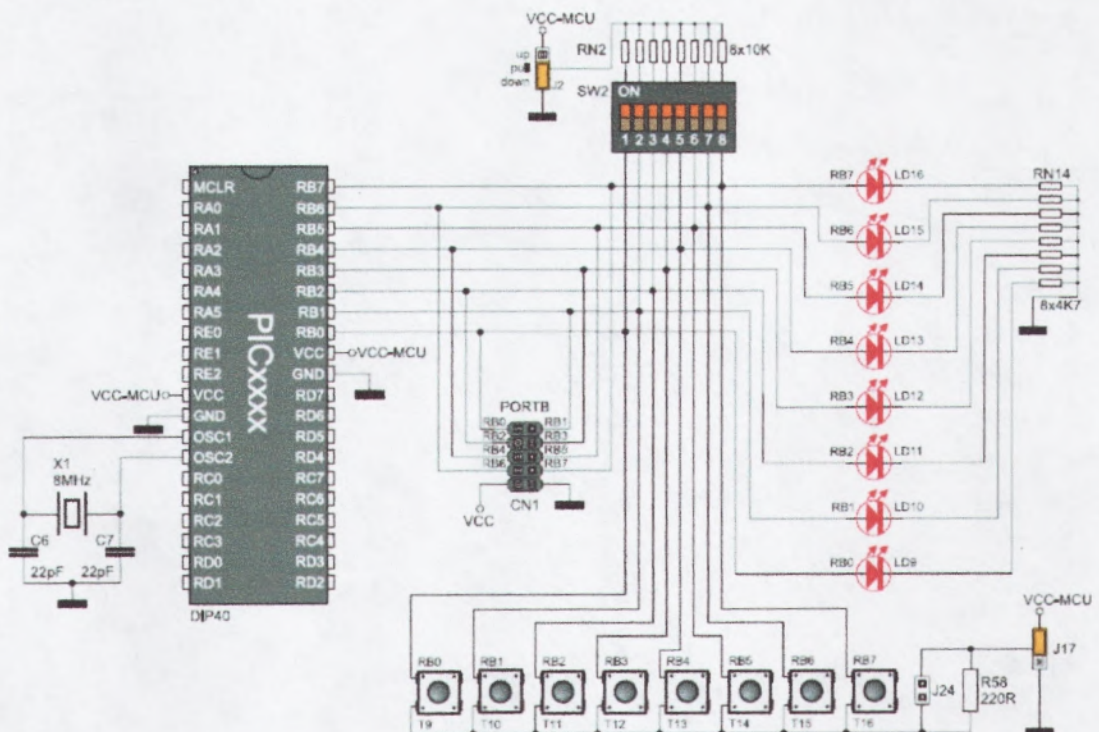 VCC-MCU
up
pull
down
J2
RN2
8x10K
SW2
ON
1 2 3 4 5 6 7 8
MCLR RB7
RA0 RB6
RA1 RB5
RA2 RB4
RA3 RB3
RA4 RB2
RA5 RB1
RE0 RB0
RE1 VCC
RE2 GND
VCC RD7
GND RD6
OSC1 RD5
OSC2 RD4
RC0 RC7
RC1 RC6
RC2 RC5
RC3 RC4
RD0 RD3
RD1 RD2
PICxxxx
DIP40
VCC-MCU
VCC-MCU
X1
8MHz
C6 C7
22pF 22pF
PORTB
RB0 RB1
RB2 RB3
RB4 RB5
RB6 RB7
VCC
CN1
RB7 LD16
RB6 LD15
RB5 LD14
RB4 LD13
RB3 LD12
RB2 LD11
RB1 LD10
RB0 LD9
RN14
8x4K7
RB0 RB1 RB2 RB3 RB4 RB5 RB6 RB7
T9 T10 T11 T12 T13 T14 T15 T16
J24
R58
220R
VCC-MCU
J17